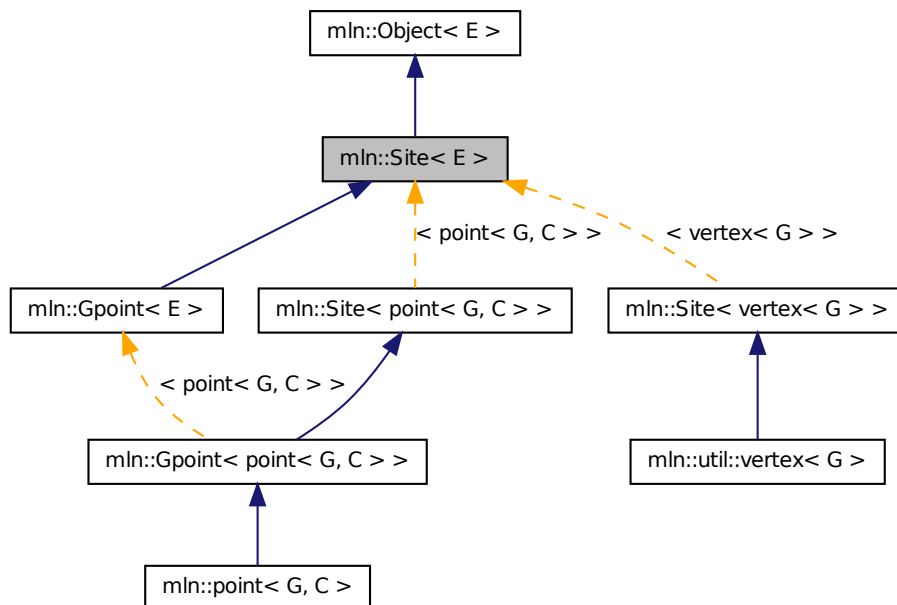 mln::Object< E >
mln::Site< E >
< point< G, C > >
< vertex< G > >
mln::Gpoint< E >
mln::Site< point< G, C > >
mln::Site< vertex< G > >
< point< G, C > >
mln::Gpoint< point< G, C > >
mln::util::vertex< G >
mln::point< G, C >